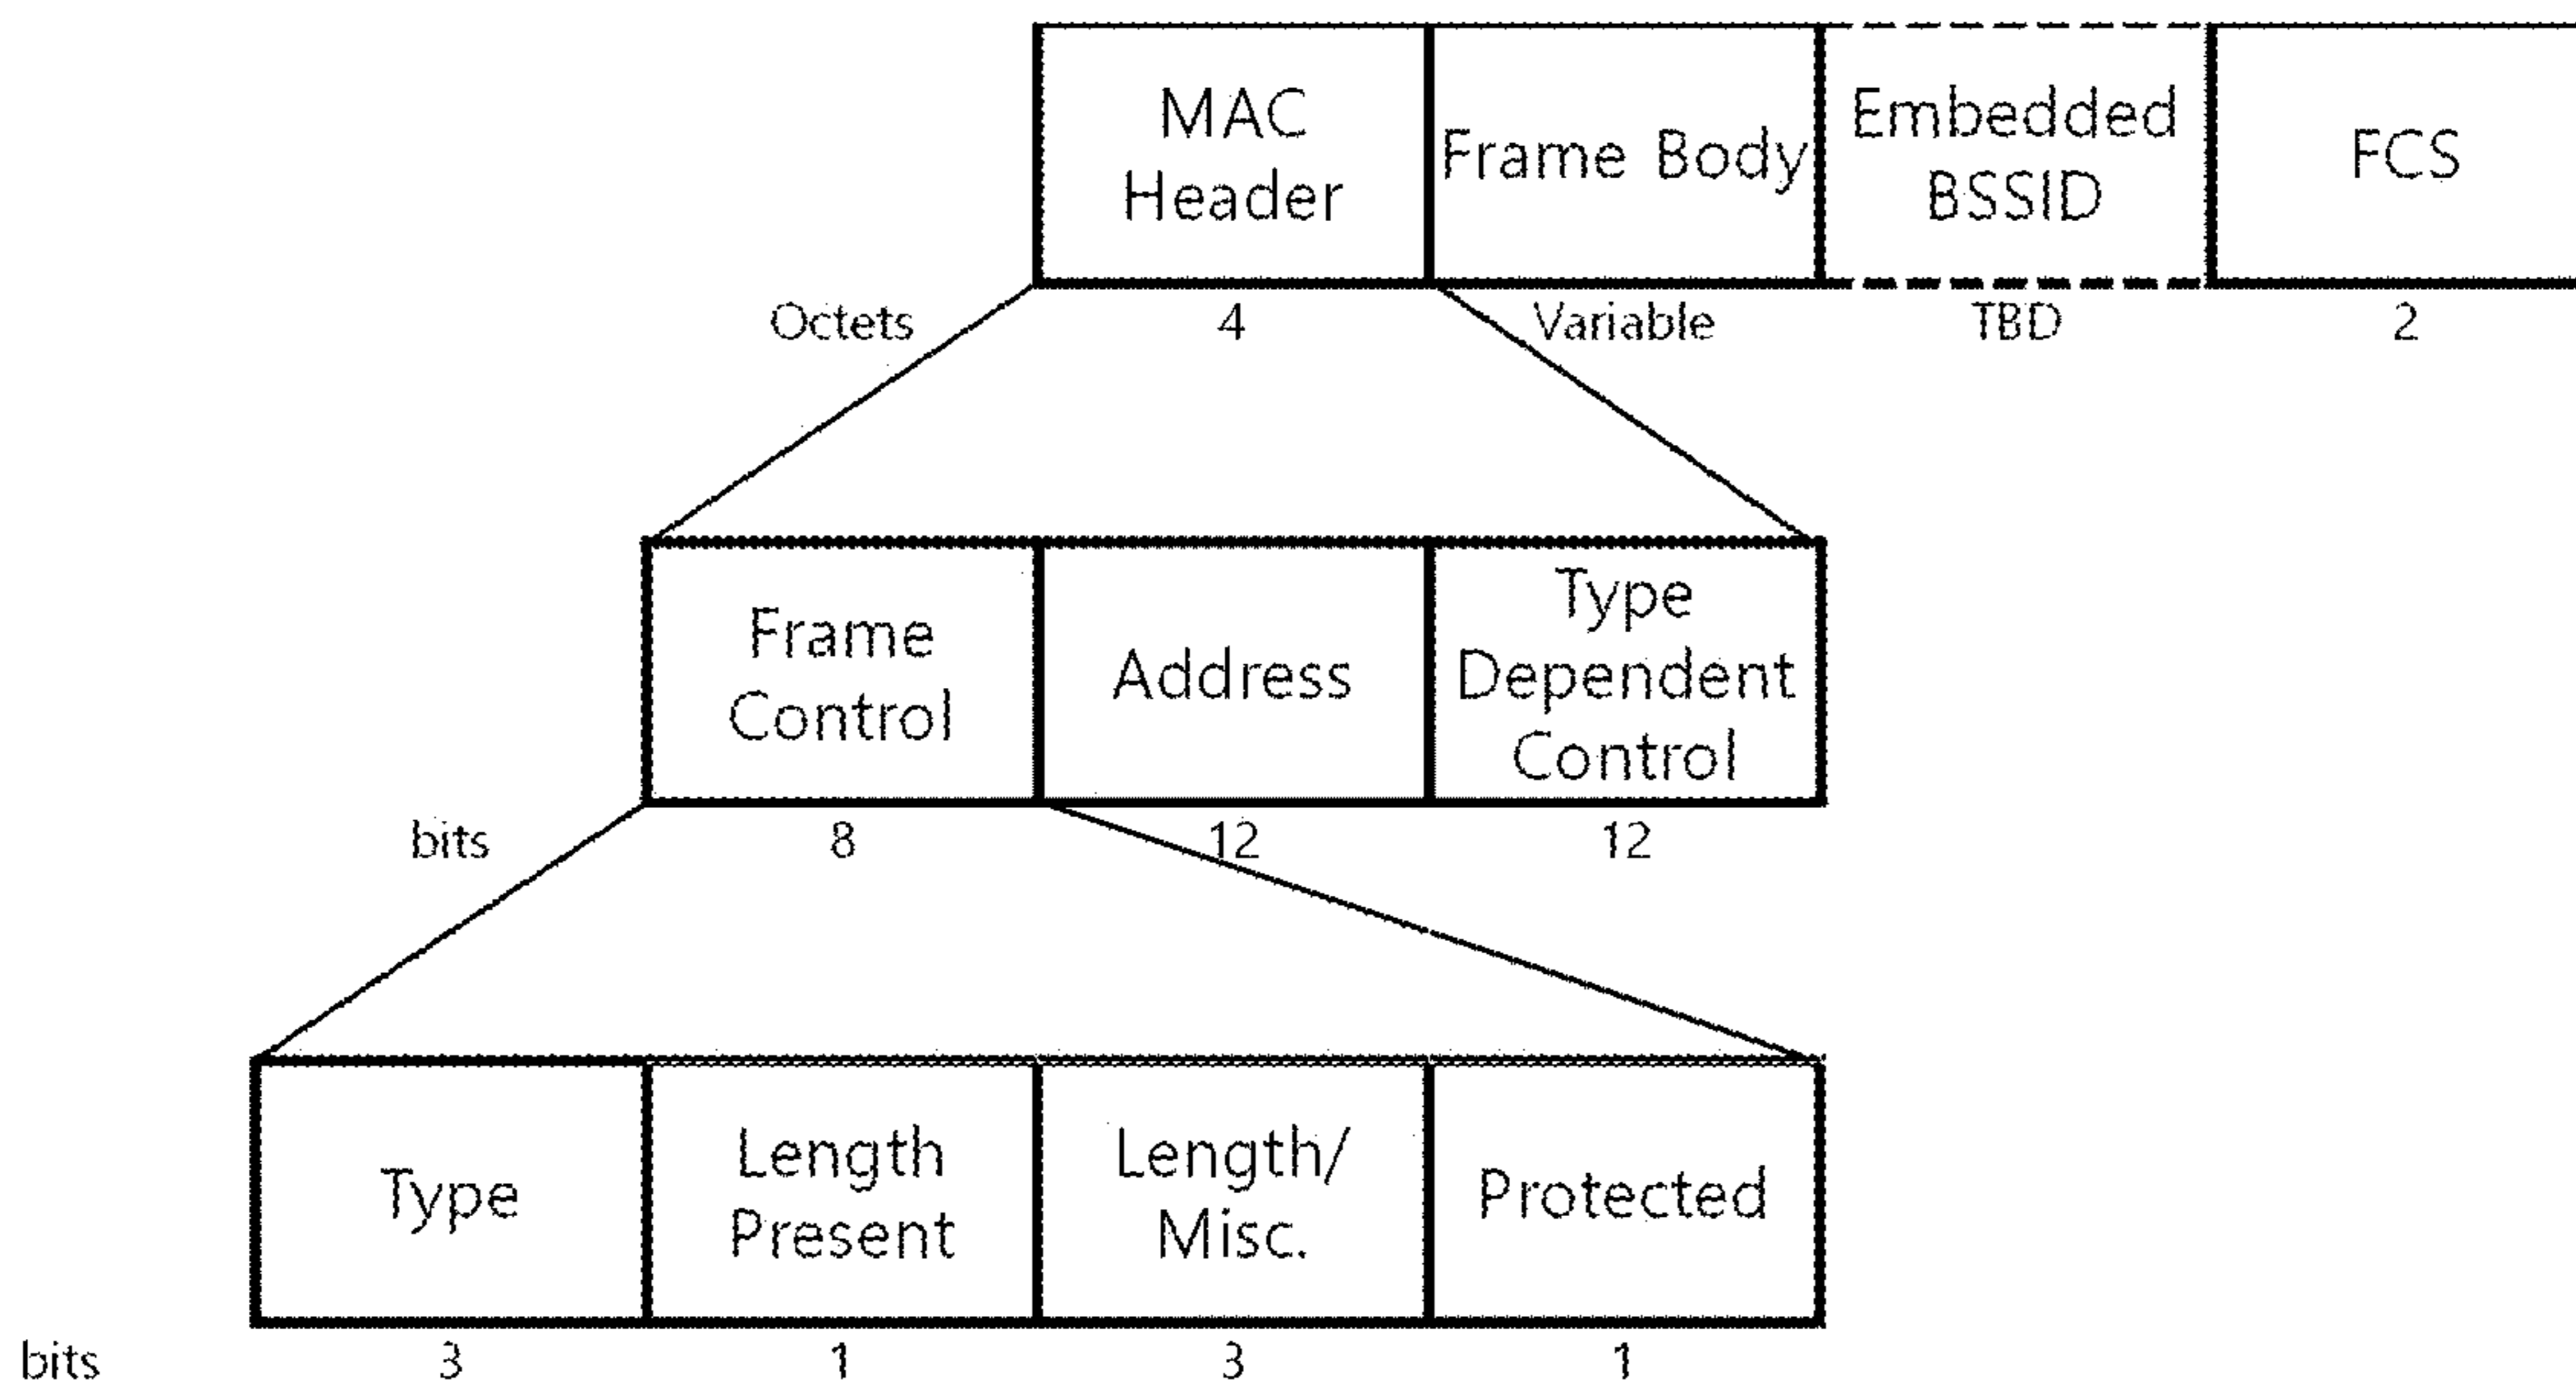 MAC
Header
Frame Body
Embedded
BSSID
FCS
Octets
4
Variable
TBD
2
Frame
Control
Address
Type
Dependent
Control
bits
8
12
12
Type
Length
Present
Length/
Misc.
Protected
bits
3
1
3
1